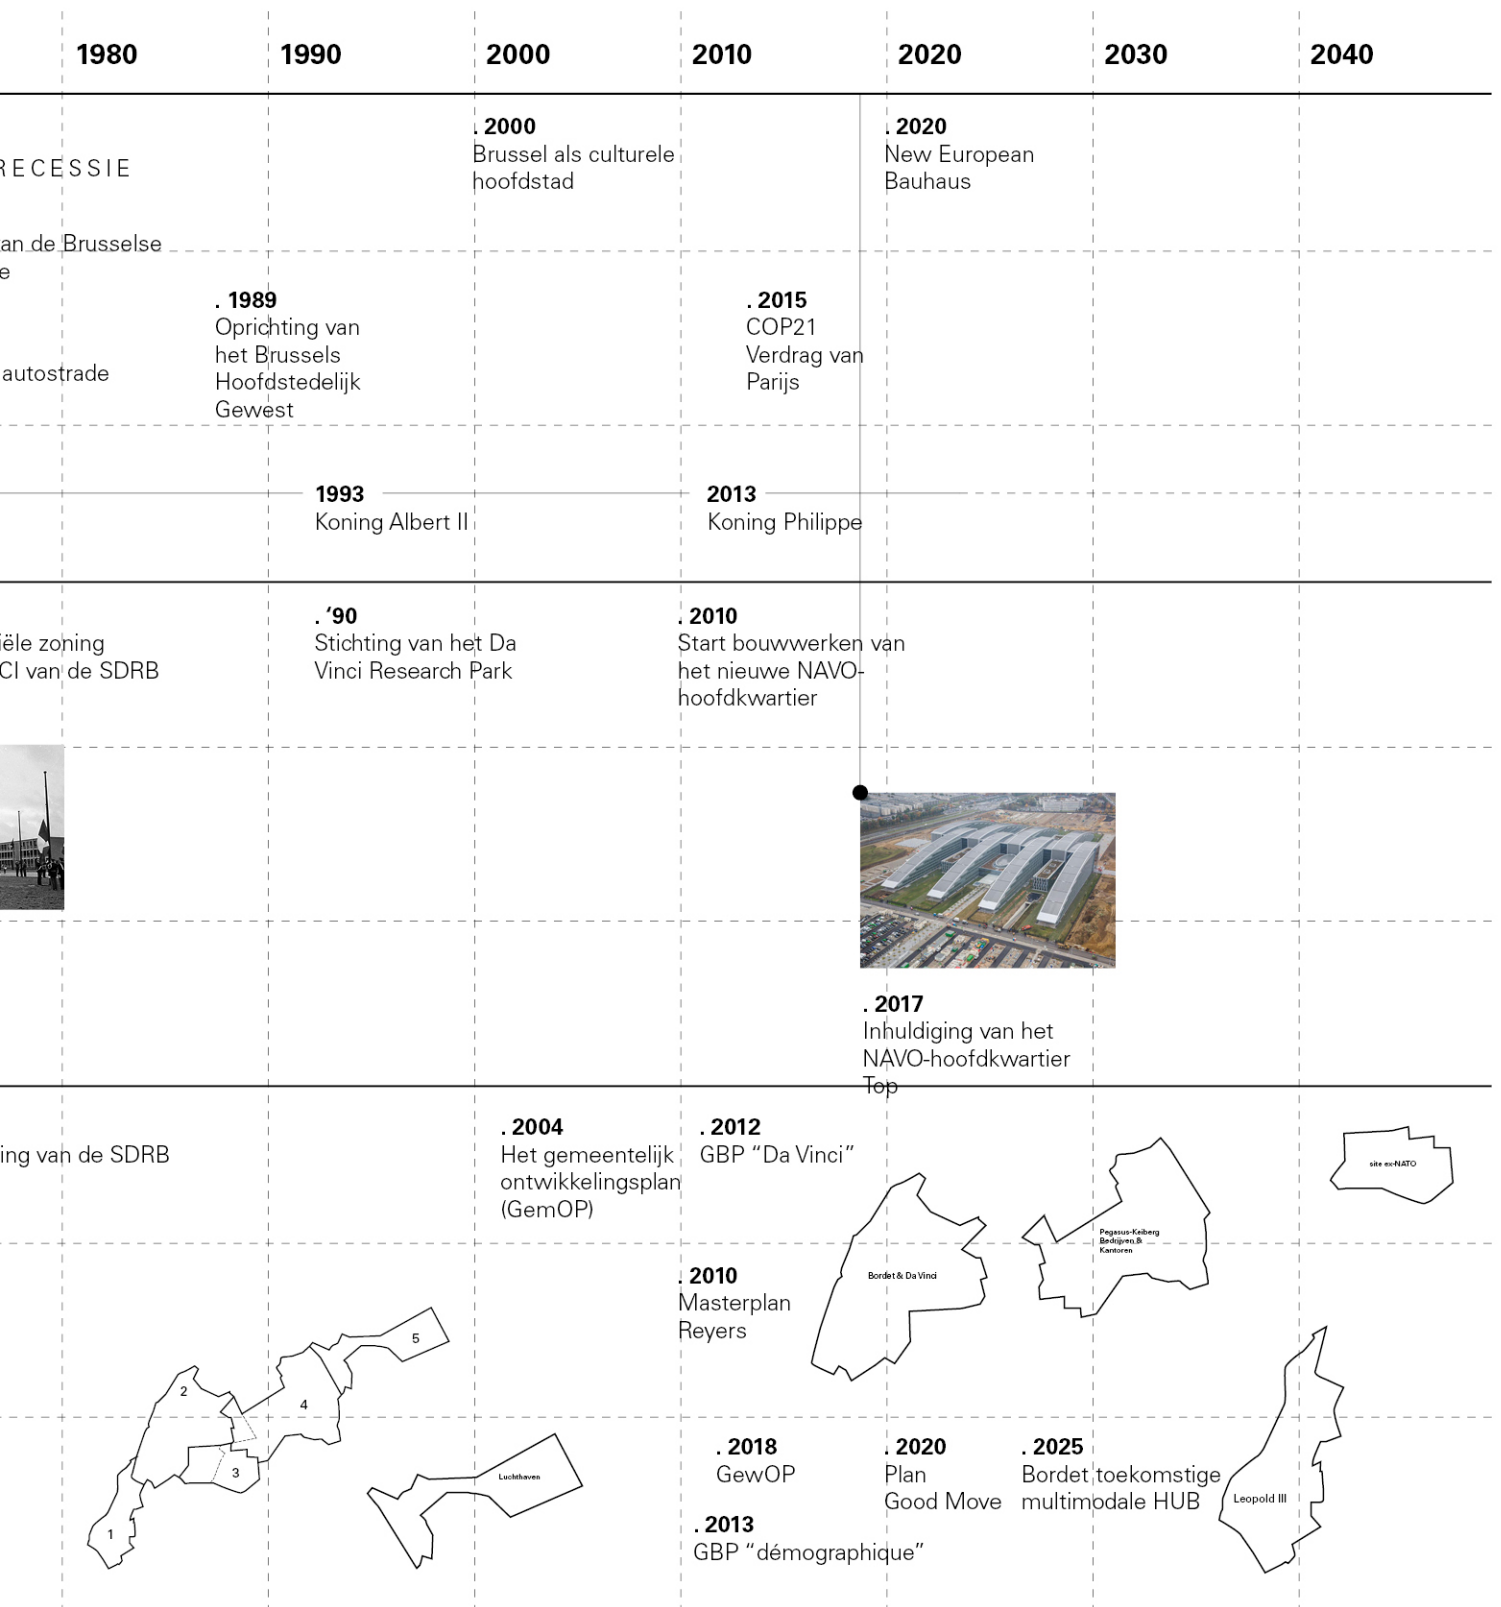 1980 1990 2000 2010 2020 2030 2040
RECESSIE
. 2000
Brussel als culturele
hoofdstad
. 2020
New European
Bauhaus
an de Brusselse
e
autostrade
. 1989
Oprichting van
het Brussels
Hoofdstedelijk
Gewest
. 2015
COP21
Verdrag van
Parijs
1993
Koning Albert II
2013
Koning Philippe
iële zoning
CI van de SDRB
. ‘90
Stichting van het Da
Vinci Research Park
. 2010
Start bouwwerken van
het nieuwe NAVO-
hoofdkwartier
. 2017
Inhuldiging van het
NAVO-hoofdkwartier
Top
ing van de SDRB
. 2004
Het gemeentelijk
ontwikkelingsplan
(GemOP)
. 2012
GBP “Da Vinci”
. 2010
Masterplan
Reyers
. 2018
GewOP
. 2013
GBP “démographique”
. 2020
Plan
Good Move
. 2025
Bordet toekomstige
multimodale HUB
1
2
3
4
5
Luchthaven
Bordet & Da Vinci
Pegasus-Keiberg
Bedrijven &
Kantoren
site ex-NATO
Leopold III